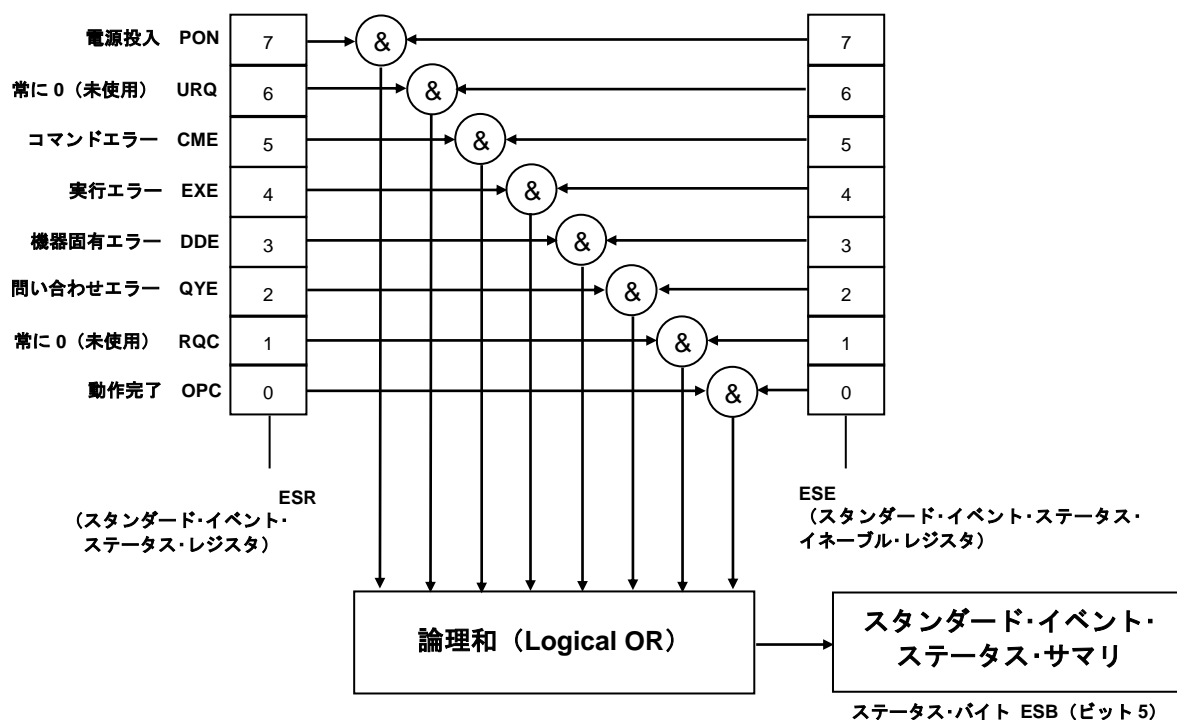 電源投入 PON 7 & 7
常に 0（未使用） URQ 6 & 6
コマンドエラー CME 5 & 5
実行エラー EXE 4 & 4
機器固有エラー DDE 3 & 3
問い合わせエラー QYE 2 & 2
常に 0（未使用） RQC 1 & 1
動作完了 OPC 0 & 0
ESR
（スタンダード･イベント･
ステータス･レジスタ）
ESE
（スタンダード･イベント･ステータス･
イネーブル･レジスタ）
論理和（Logical OR）
スタンダード･イベント･
ステータス･サマリ
ステータス･バイト ESB（ビット 5）